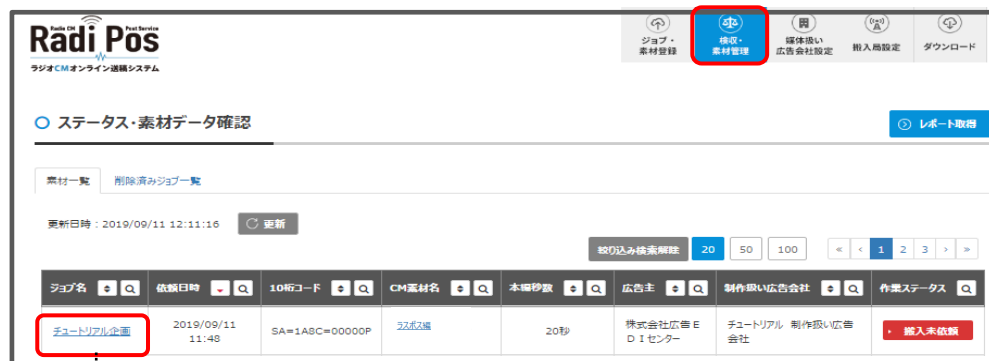 Radio CM Post Service
Radi Pos
ラジオCMオンライン送稿システム
ジョブ・
素材登録
検収・
素材管理
媒体扱い
広告会社設定
搬入局設定
ダウンロード
ステータス・素材データ確認
レポート取得
素材一覧 削除済みジョブ一覧
更新日時：2019/09/11 12:11:16 更新
絞り込み検索解除 20 50 100 « < 1 2 3 > »
ジョブ名 依頼日時 10桁コード CM素材名 本編秒数 広告主 制作扱い広告会社 作業ステータス
チュートリアル企画
2019/09/11
11:48
SA=1A8C=00000P
ラスポス編
20秒
株式会社広告E
DIセンター
チュートリアル 制作扱い広告
会社
搬入未依頼